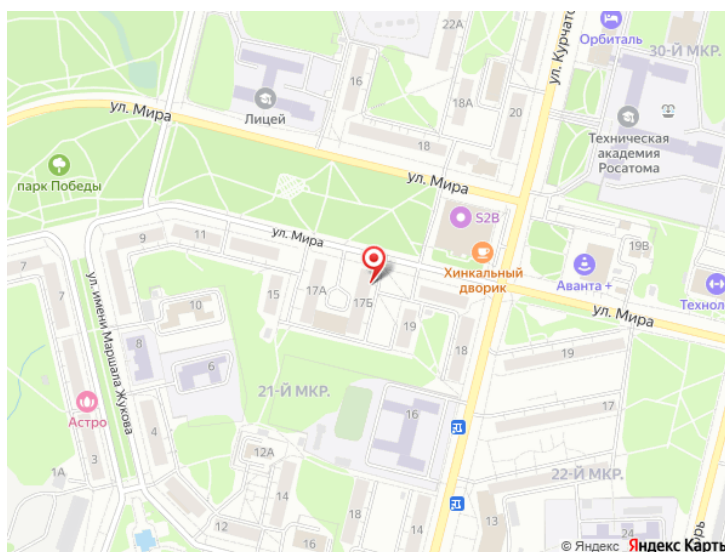 22А
Орбиталь
ул. Курчатова
30-Й МКР.
16
Лицей
18А
20
ул. Мира
18
Техническая
академия
Росатома
парк Победы
ул. Мира
S2B
19В
9
11
ул. Мира
Хинкальный
дворик
Аванта +
7
7
17А
15
17Б
10
ул. Мира
19
8
18
19
6
ул. имени Маршала Жукова
21-Й МКР.
Астро
4
16
17
3
12А
1А
22-Й МКР.
14
14
12
16
13
24
© Яндекс Яндекс Карты